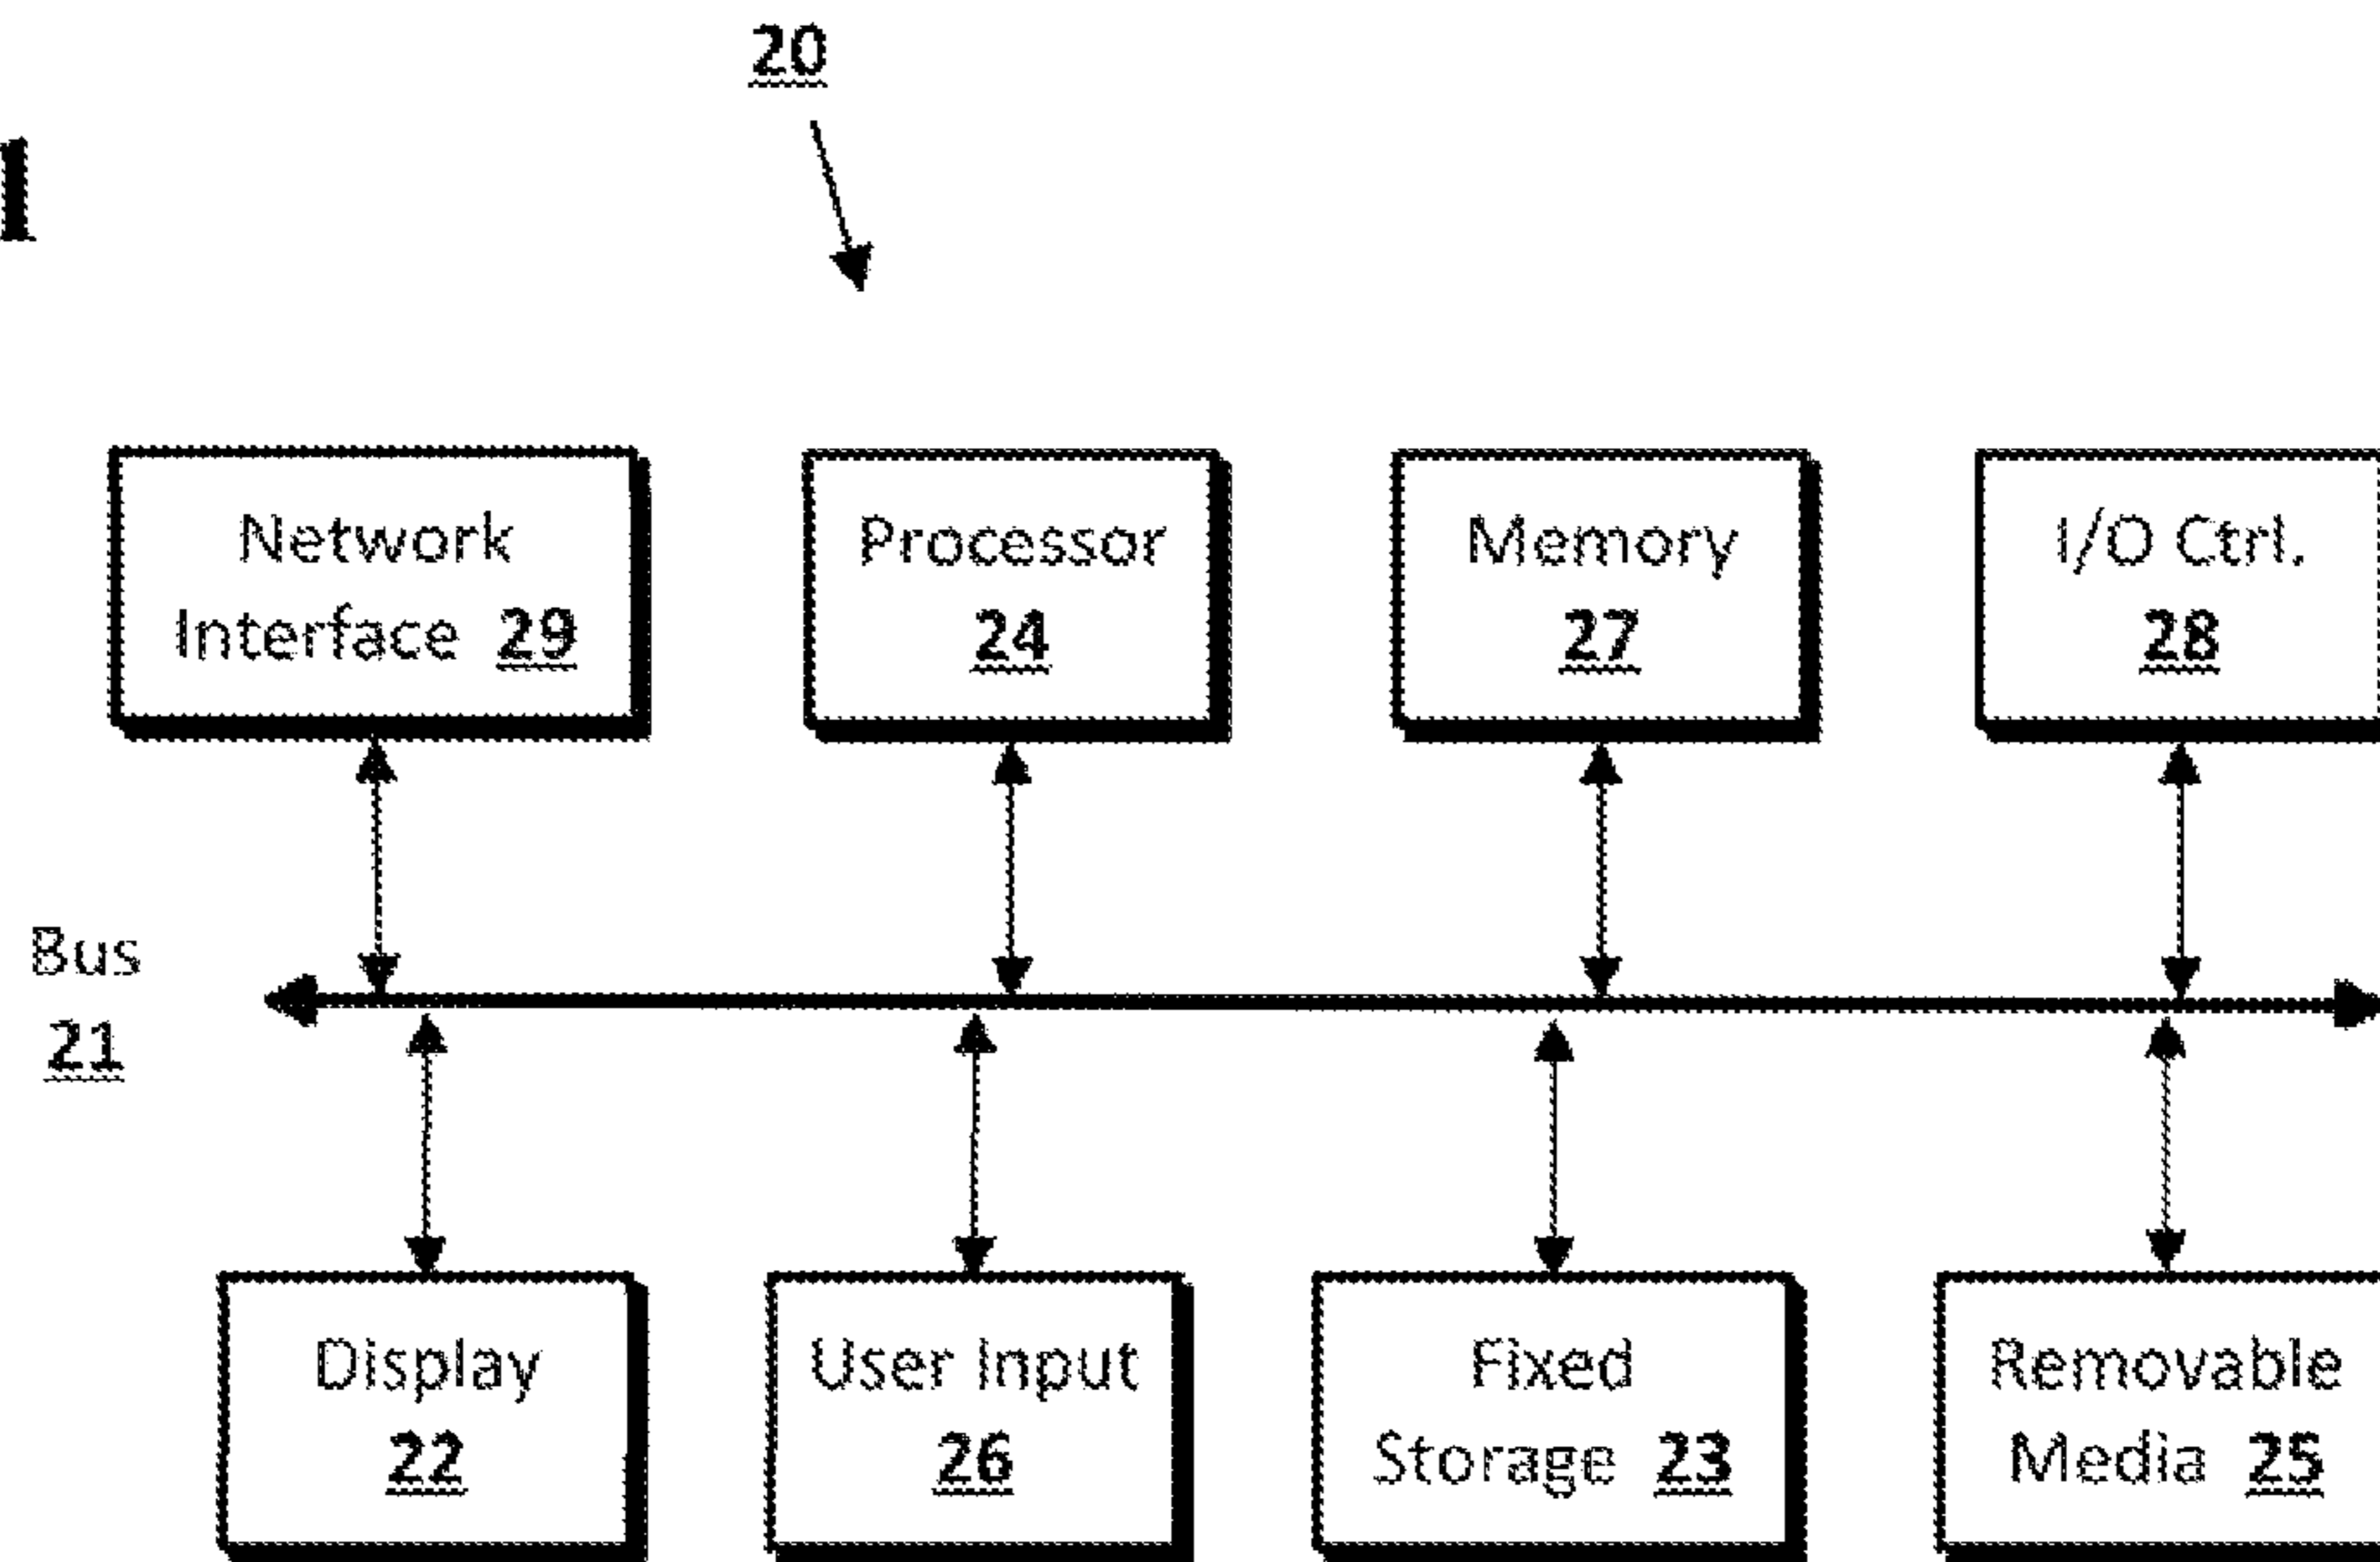 20
1
Network
Interface 29
Processor
24
Memory
27
I/O Ctrl.
28
Bus
21
Display
22
User Input
26
Fixed
Storage 23
Removable
Media 25